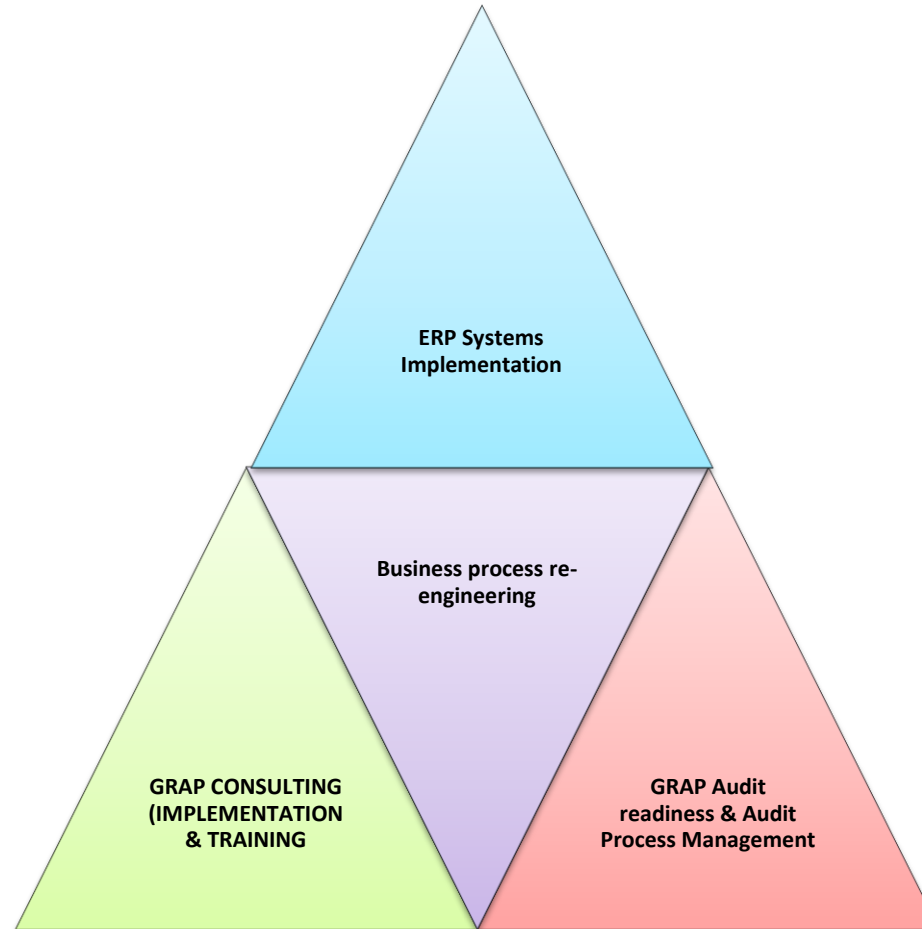 ERP Systems
Implementation
Business process re-
engineering
GRAP CONSULTING
(IMPLEMENTATION
& TRAINING
GRAP Audit
readiness & Audit
Process Management